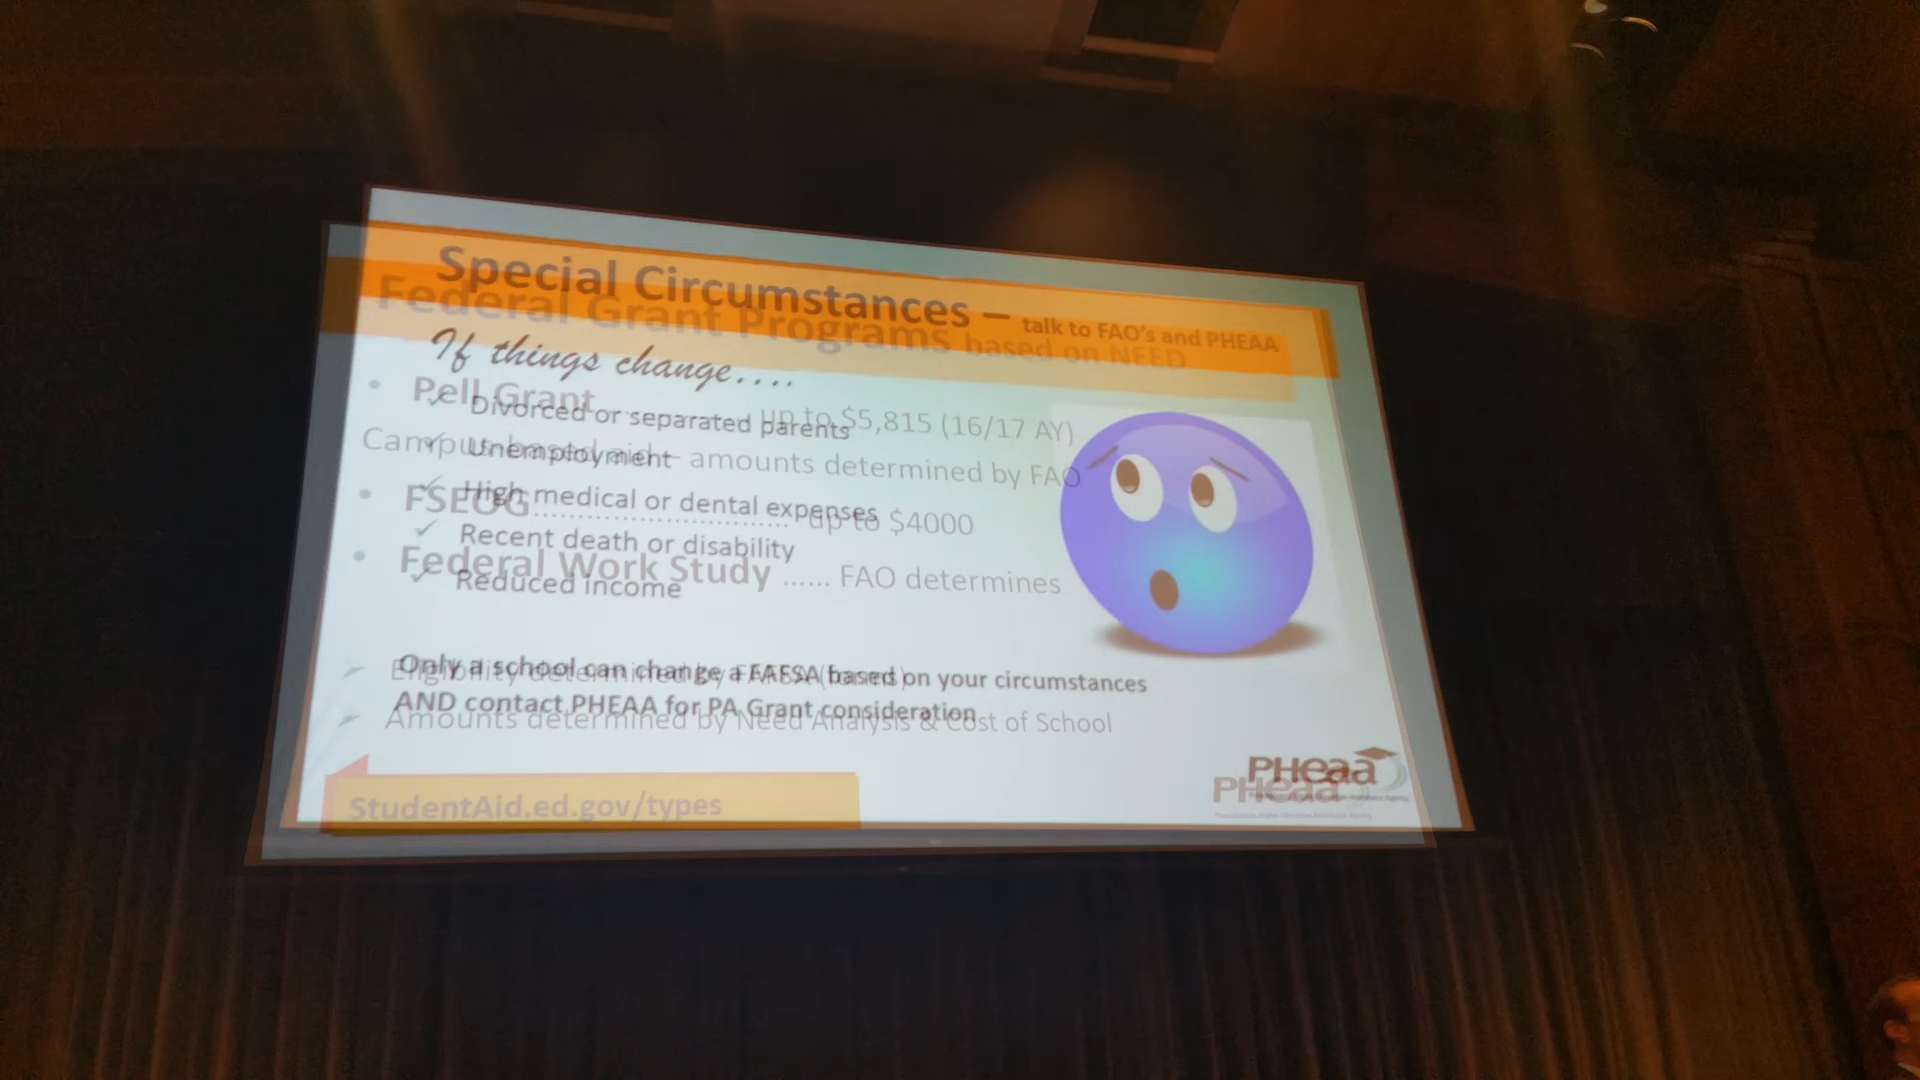 Special Circumstances – talk to FAO's and PHEAA
If things change....
✓ Divorced or separated parents
✓ Unemployment
✓ High medical or dental expenses
✓ Recent death or disability
✓ Reduced income
Only a school can change a FAFSA based on your circumstances
AND contact PHEAA for PA Grant consideration
PHEAA
Federal Grant Programs based on NEED
• Pell Grant up to $5,815 (16/17 AY)
Campus-based aid – amounts determined by FAO
• FSEOG.............................. up to $4000
• Federal Work Study ...... FAO determines
➢ Eligibility determined by
➢ Amounts determined by Need Analysis & Cost of School
StudentAid.ed.gov/types
PHEAA